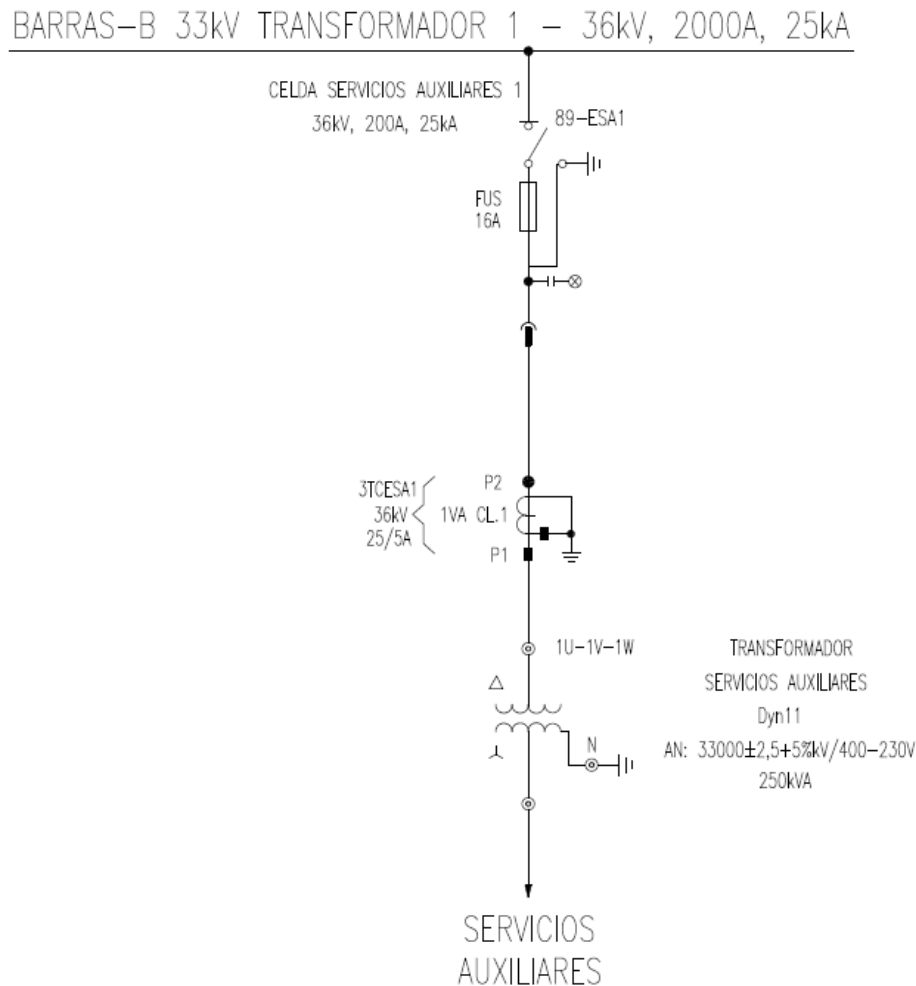 BARRAS-B 33kV TRANSFORMADOR 1 - 36kV, 2000A, 25kA
CELDA SERVICIOS AUXILIARES 1
36kV, 200A, 25kA
89-ESA1
FUS
16A
3TCESA1
36kV
25/5A
P2
1VA CL.1
P1
1U-1V-1W
TRANSFORMADOR
SERVICIOS AUXILIARES
Dyn11
AN: 33000±2,5+5%kV/400-230V
250kVA
N
SERVICIOS
AUXILIARES